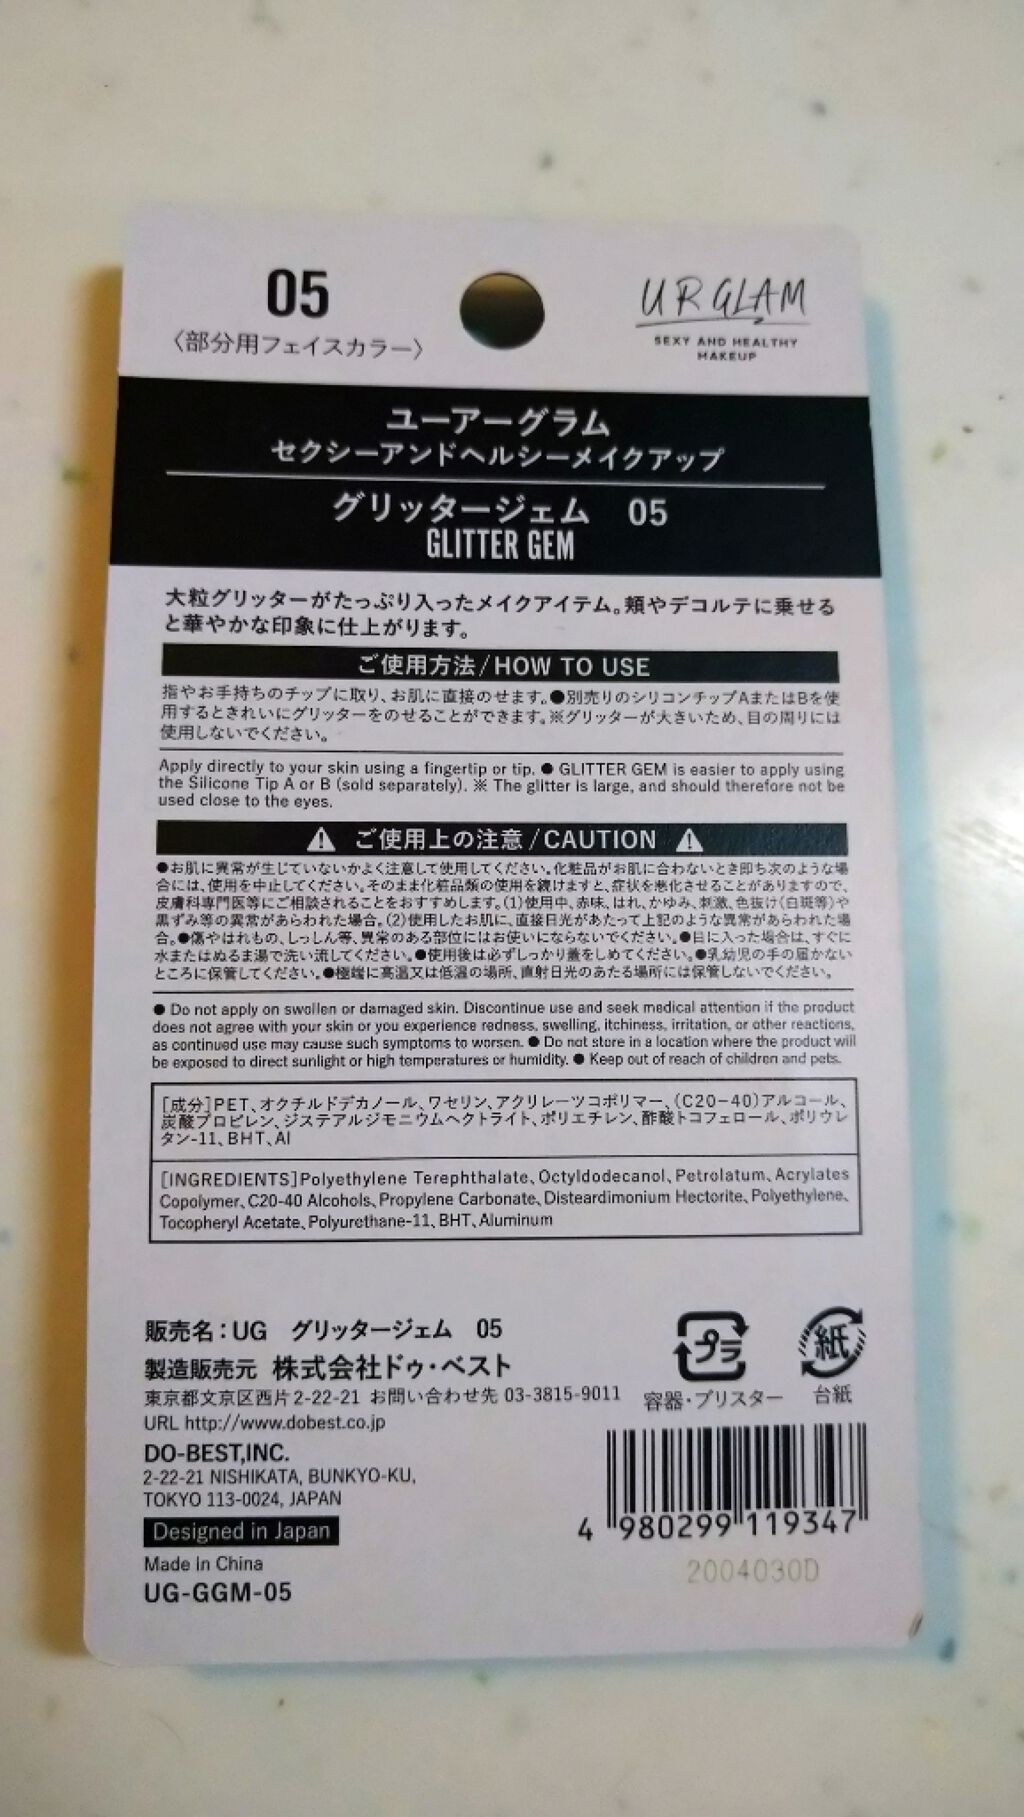 05
〈部分用フェイスカラー〉
UR GLAM
SEXY AND HEALTHY
MAKEUP
ユーアーグラム
セクシーアンドヘルシーメイクアップ
グリッタージェム 05
GLITTER GEM
大粒グリッターがたっぷり入ったメイクアイテム。頬やデコルテに乗せる
と華やかな印象に仕上がります。
ご使用方法/HOW TO USE
指やお手持ちのチップに取り、お肌に直接のせます。●別売りのシリコンチップAまたはBを使
用するときれいにグリッターをのせることができます。※グリッターが大きいため、目の周りには
使用しないでください。
Apply directly to your skin using a fingertip or tip. ● GLITTER GEM is easier to apply using
the Silicone Tip A or B (sold separately). ※ The glitter is large, and should therefore not be
used close to the eyes.
⚠ ご使用上の注意/CAUTION ⚠
●お肌に異常が生じていないかよく注意して使用してください。化粧品がお肌に合わないとき即ち次のような場
合には、使用を中止してください。そのまま化粧品類の使用を続けますと、症状を悪化させることがありますので、
皮膚科専門医等にご相談されることをおすすめします。(1)使用中、赤味、はれ、かゆみ、刺激、色抜け(白斑等)や
黒ずみ等の異常があらわれた場合。(2)使用したお肌に、直接日光があたって上記のような異常があらわれた場
合。●傷やはれもの、しっしん等、異常のある部位にはお使いにならないでください。●目に入った場合は、すぐに
水またはぬるま湯で洗い流してください。●使用後は必ずしっかり蓋をしめてください。●乳幼児の手の届かない
ところに保管してください。●極端に高温又は低温の場所、直射日光のあたる場所には保管しないでください。
● Do not apply on swollen or damaged skin. Discontinue use and seek medical attention if the product
does not agree with your skin or you experience redness, swelling, itchiness, irritation, or other reactions,
as continued use may cause such symptoms to worsen. ● Do not store in a location where the product will
be exposed to direct sunlight or high temperatures or humidity. ● Keep out of reach of children and pets.
[成分]PET、オクチルドデカノール、ワセリン、アクリレーツコポリマー、(C20-40)アルコール、
炭酸プロピレン、ジステアルジモニウムヘクトライト、ポリエチレン、酢酸トコフェロール、ポリウレ
タン-11、BHT、Al
[INGREDIENTS]Polyethylene Terephthalate、Octyldodecanol、Petrolatum、Acrylates
Copolymer、C20-40 Alcohols、Propylene Carbonate、Disteardimonium Hectorite、Polyethylene、
Tocopheryl Acetate、Polyurethane-11、BHT、Aluminum
販売名：UG グリッタージェム 05
製造販売元 株式会社ドゥ・ベスト
東京都文京区西片2-22-21 お問い合わせ先 03-3815-9011
URL http://www.dobest.co.jp
DO-BEST,INC.
2-22-21 NISHIKATA, BUNKYO-KU,
TOKYO 113-0024, JAPAN
Designed in Japan
Made in China
UG-GGM-05
プラ
容器・ブリスター
紙
台紙
4 980299 119347
2004030D